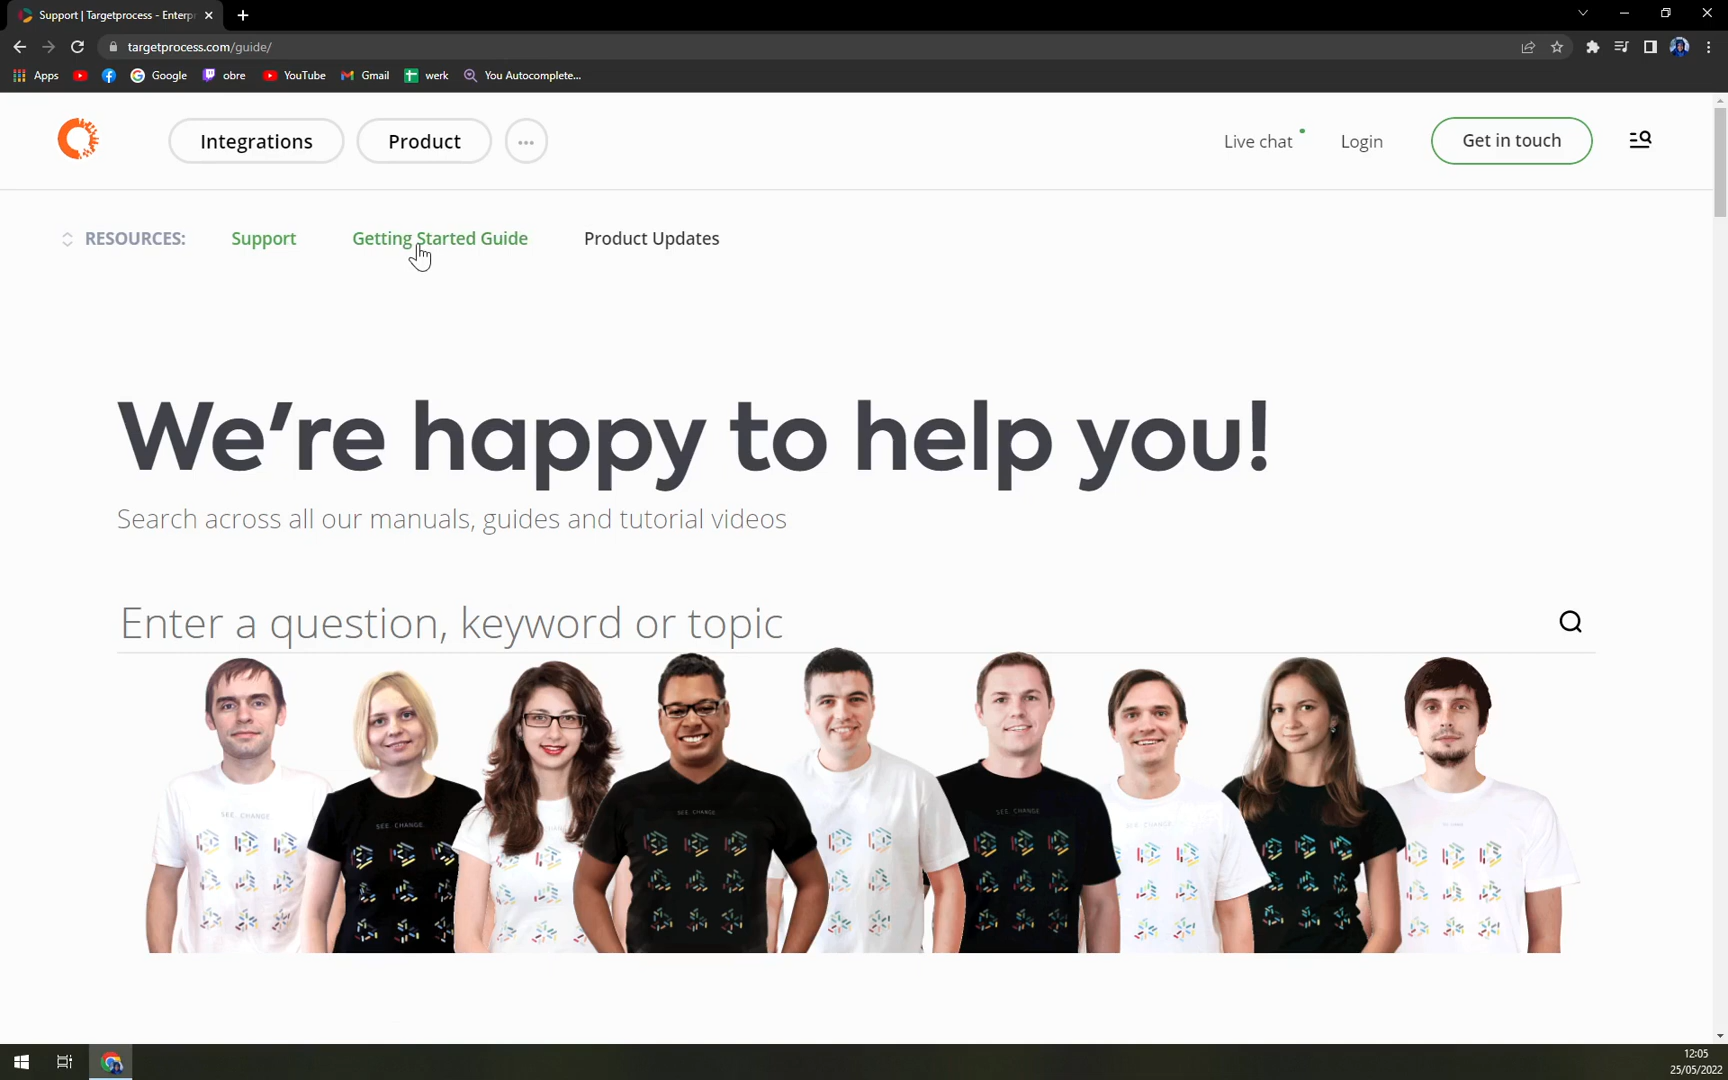 Support | Targetprocess - Enterpr
targetprocess.com/guide/
Apps
Google
obre
YouTube
Gmail
werk
You Autocomplete...
Integrations
Product
...
Live chat
Login
Get in touch
RESOURCES:
Support
Getting Started Guide
Product Updates
We're happy to help you!
Search across all our manuals, guides and tutorial videos
Enter a question, keyword or topic
SEE CHANGE
SEE CHANGE
SEE CHANGE
SEE CHANGE
SEE CHANGE
12:05
25/05/2022